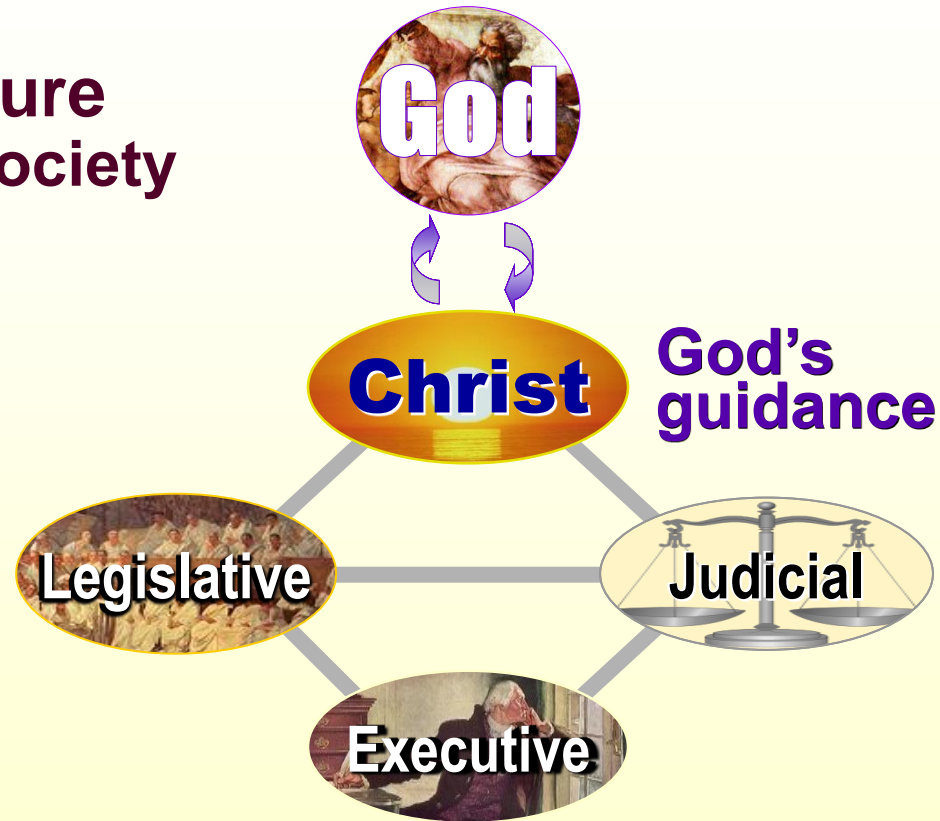 God
ure
ociety
Christ
God’s
guidance
Legislative
Judicial
Executive